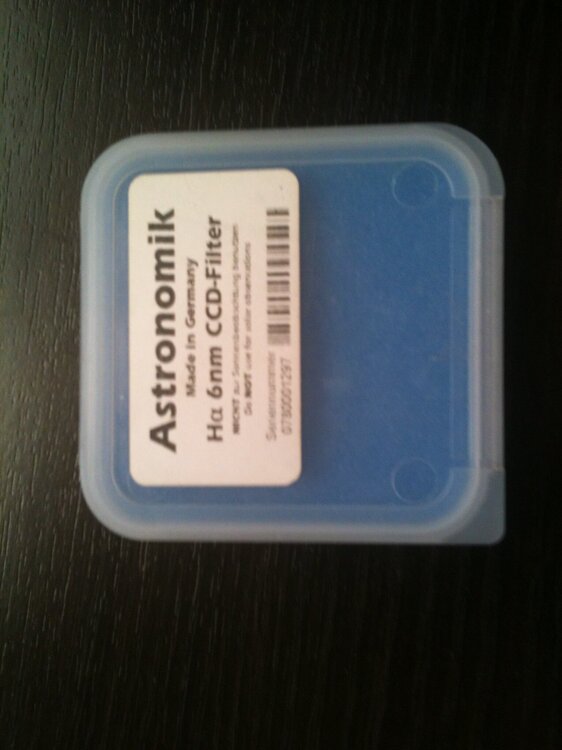 Astronomik
Made in Germany
Hα 6nm CCD-Filter
NICHT zur Sonnenbeobachtung benutzen
Do NOT use for solar observations
Seriennummer
07800001297